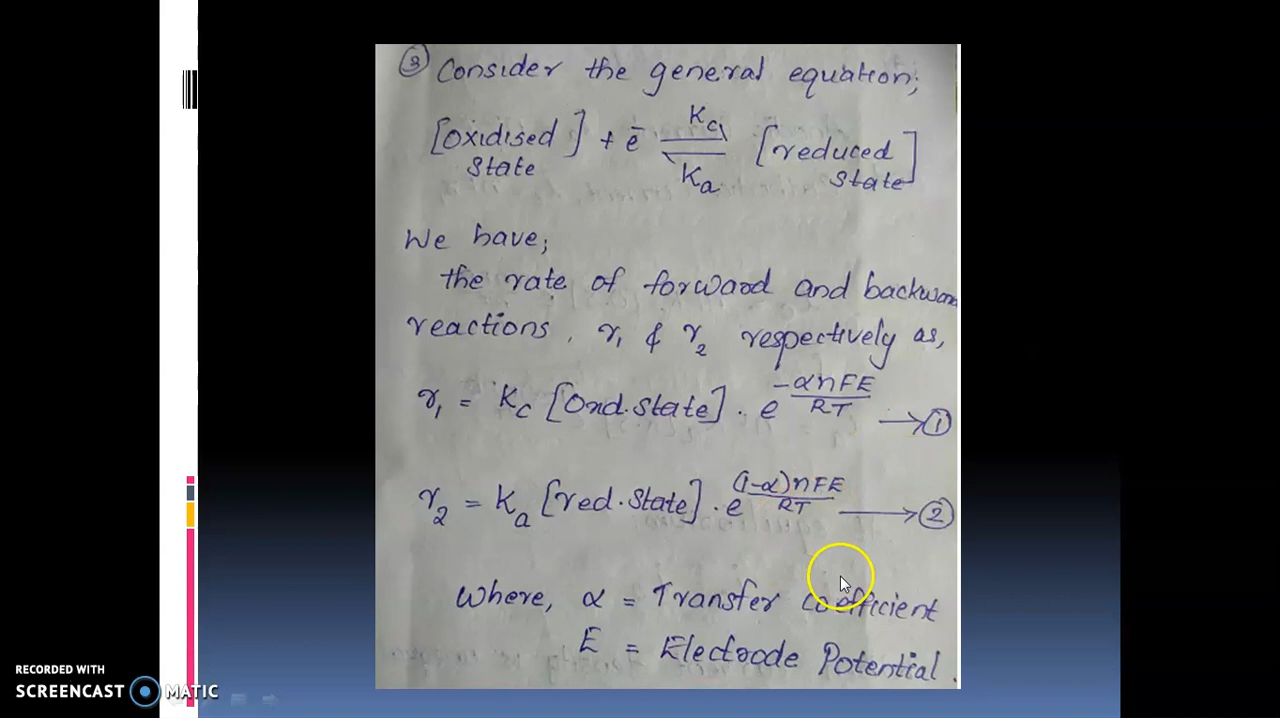 ③ Consider the general equation;
[Oxidised State] + ē ⇌ [reduced State]
Kc
Ka
We have;
the rate of forward and backward
reactions, r₁ & r₂ respectively as,
r₁ = Kc [Oxd. State] . e^(-αnFE/RT) → ①
r₂ = Ka [red. State] . e^((1-α)nFE/RT) → ②
Where, α = Transfer coefficient
E = Electrode Potential.
RECORDED WITH
SCREENCAST MATIC